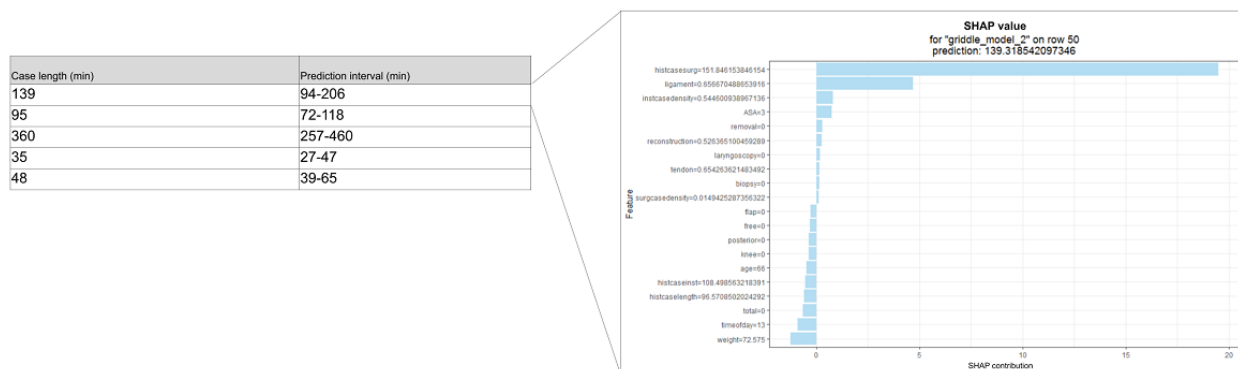 Case length (min) Prediction interval (min)
139 94-206
95 72-118
360 257-460
35 27-47
48 39-65
SHAP value
for "griddle_model_2" on row 50
prediction: 139.318542097346
Feature
histcasesurg=151.846153846154
ligament=0.656670488653916
instcasedensity=0.544600938967136
ASA=3
removal=0
reconstruction=0.526365100459289
laryngoscopy=0
tendon=0.654263621483492
biopsy=0
surgcasedensity=0.0149425287356322
flap=0
free=0
posterior=0
knee=0
age=66
histcaseinst=108.498563218391
histcaselength=96.5708502024292
total=0
timeofday=13
weight=72.575
0 5 10 15 20
SHAP contribution